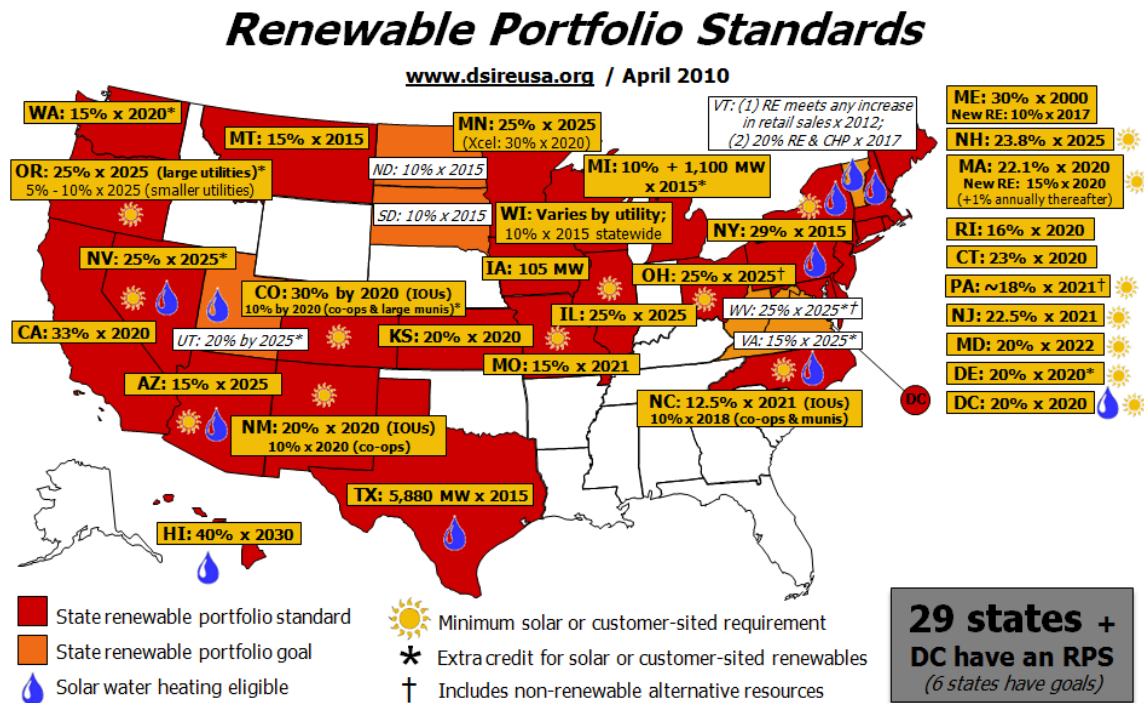 Renewable Portfolio Standards
www.dsireusa.org / April 2010
WA: 15% x 2020*
MT: 15% x 2015
MN: 25% x 2025
(Xcel: 30% x 2020)
VT: (1) RE meets any increase
in retail sales x 2012;
(2) 20% RE & CHP x 2017
ME: 30% x 2000
New RE: 10% x 2017
NH: 23.8% x 2025
MA: 22.1% x 2020
New RE: 15% x 2020
(+1% annually thereafter)
RI: 16% x 2020
CT: 23% x 2020
PA: ~18% x 2021†
NJ: 22.5% x 2021
MD: 20% x 2022
DE: 20% x 2020*
DC: 20% x 2020
OR: 25% x 2025 (large utilities)*
5% - 10% x 2025 (smaller utilities)
ND: 10% x 2015
SD: 10% x 2015
MI: 10% + 1,100 MW
x 2015*
WI: Varies by utility;
10% x 2015 statewide
NY: 29% x 2015
NV: 25% x 2025*
IA: 105 MW
OH: 25% x 2025†
CO: 30% by 2020 (IOUs)
10% by 2020 (co-ops & large munis)*
IL: 25% x 2025
WV: 25% x 2025*†
CA: 33% x 2020
UT: 20% by 2025*
KS: 20% x 2020
VA: 15% x 2025*
MO: 15% x 2021
AZ: 15% x 2025
NC: 12.5% x 2021 (IOUs)
10% x 2018 (co-ops & munis)
DC
NM: 20% x 2020 (IOUs)
10% x 2020 (co-ops)
TX: 5,880 MW x 2015
HI: 40% x 2030
State renewable portfolio standard
State renewable portfolio goal
Solar water heating eligible
Minimum solar or customer-sited requirement
* Extra credit for solar or customer-sited renewables
† Includes non-renewable alternative resources
29 states +
DC have an RPS
(6 states have goals)